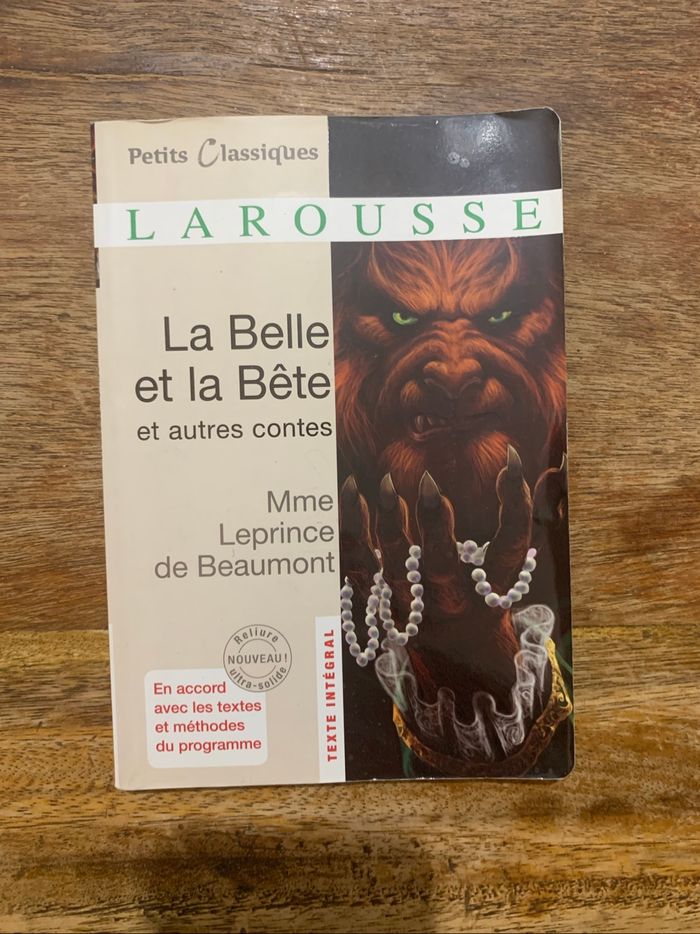 Petits Classiques
LAROUSSE
La Belle
et la Bête
et autres contes
Mme
Leprince
de Beaumont
Reliure
NOUVEAU !
ultra-solide
En accord
avec les textes
et méthodes
du programme
TEXTE INTÉGRAL